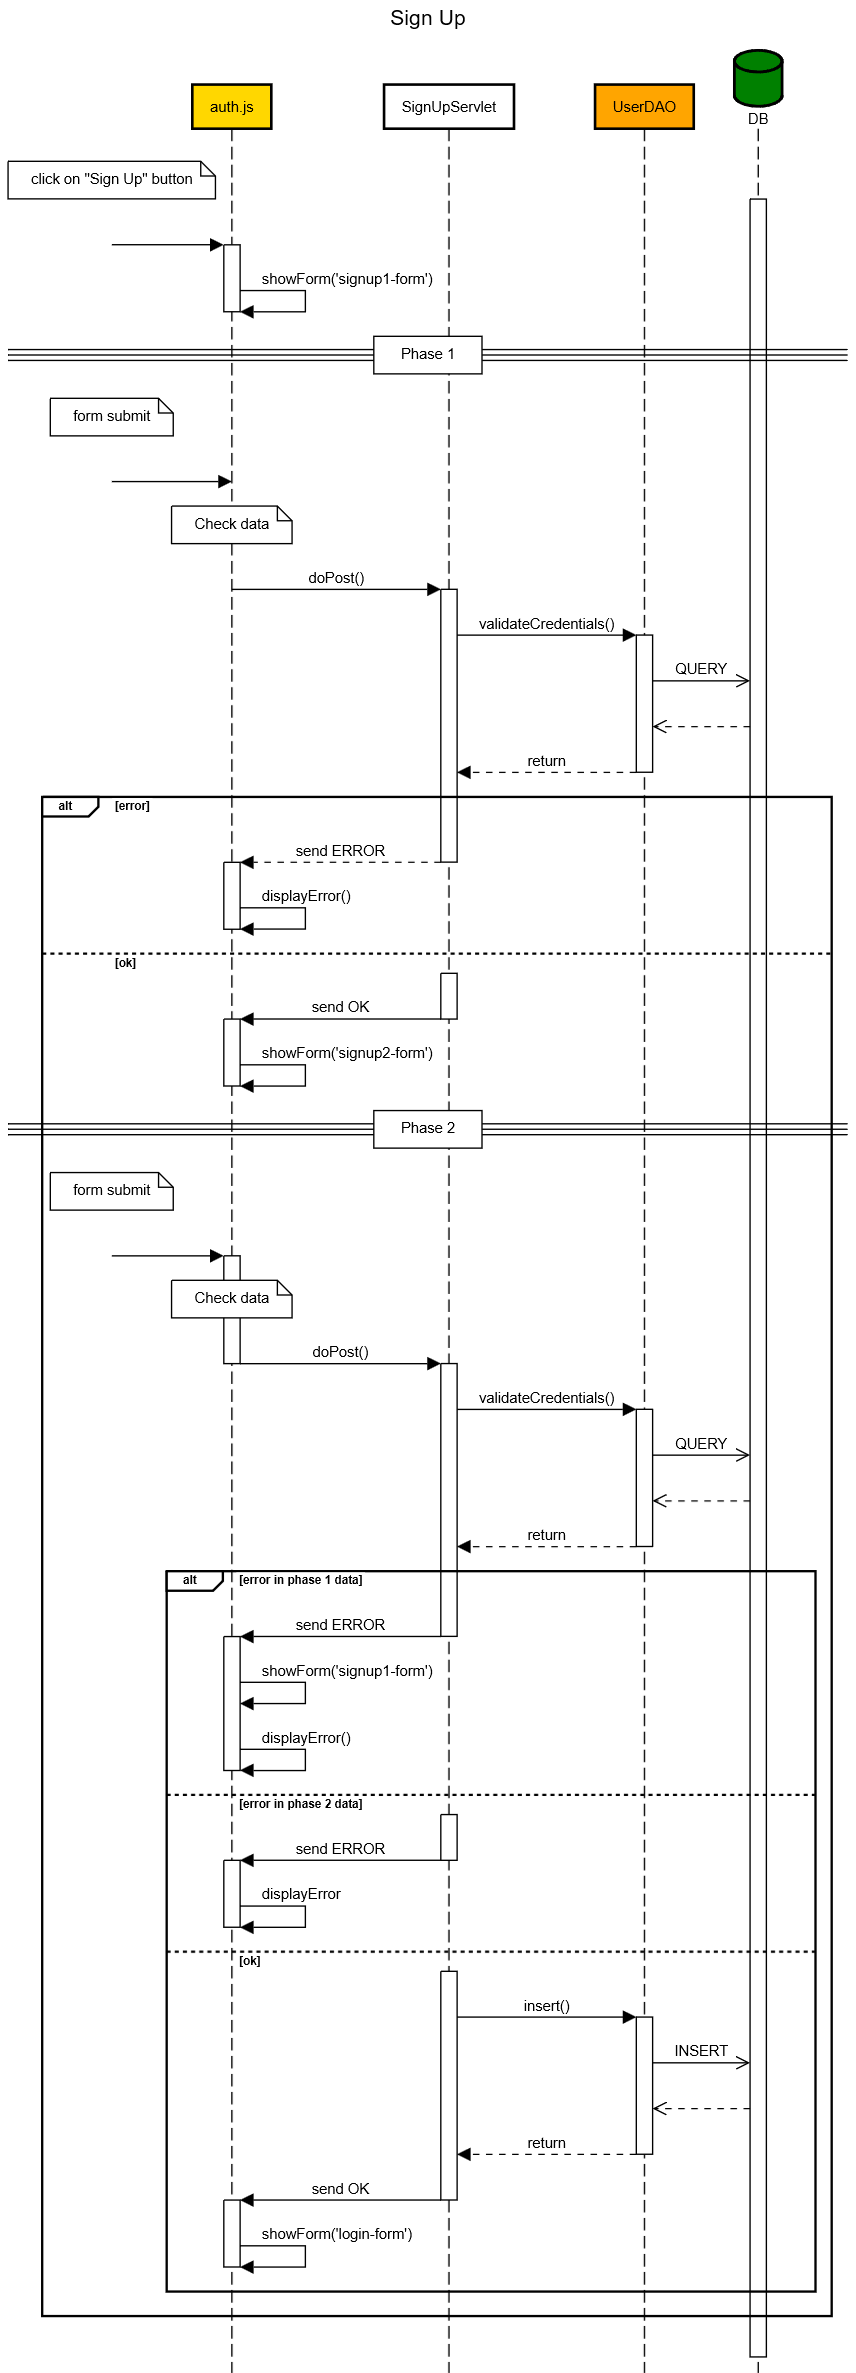 Sign Up
auth.js
SignUpServlet
UserDAO
DB
click on "Sign Up" button
showForm('signup1-form')
Phase 1
form submit
Check data
doPost()
validateCredentials()
QUERY
return
alt
[error]
send ERROR
displayError()
[ok]
send OK
showForm('signup2-form')
Phase 2
form submit
Check data
doPost()
validateCredentials()
QUERY
return
alt
[error in phase 1 data]
send ERROR
showForm('signup1-form')
displayError()
[error in phase 2 data]
send ERROR
displayError
[ok]
insert()
INSERT
return
send OK
showForm('login-form')